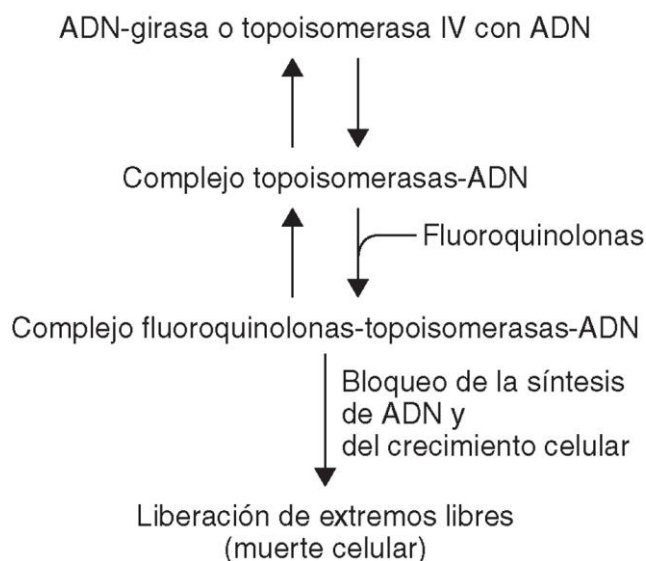 ADN-girasa o topoisomerasa IV con ADN
Complejo topoisomerasas-ADN
Fluoroquinolonas
Complejo fluoroquinolonas-topoisomerasas-ADN
Bloqueo de la síntesis
de ADN y
del crecimiento celular
Liberación de extremos libres
(muerte celular)